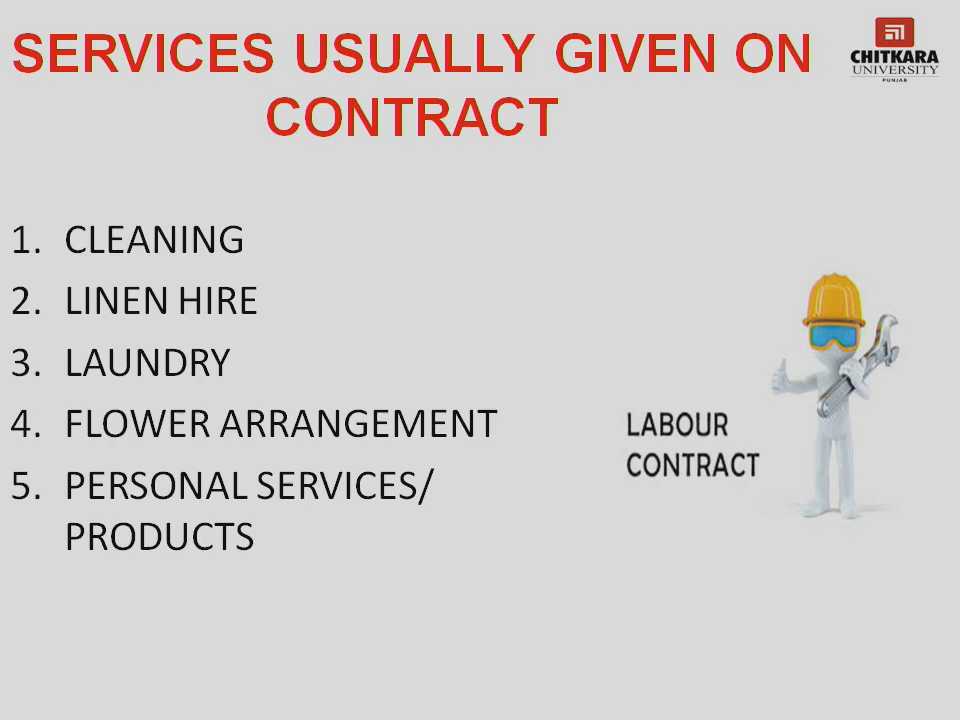 SERVICES USUALLY GIVEN ON
CONTRACT
CHITKARA
UNIVERSITY
PUNJAB
1. CLEANING
2. LINEN HIRE
3. LAUNDRY
4. FLOWER ARRANGEMENT
5. PERSONAL SERVICES/
PRODUCTS
LABOUR
CONTRACT